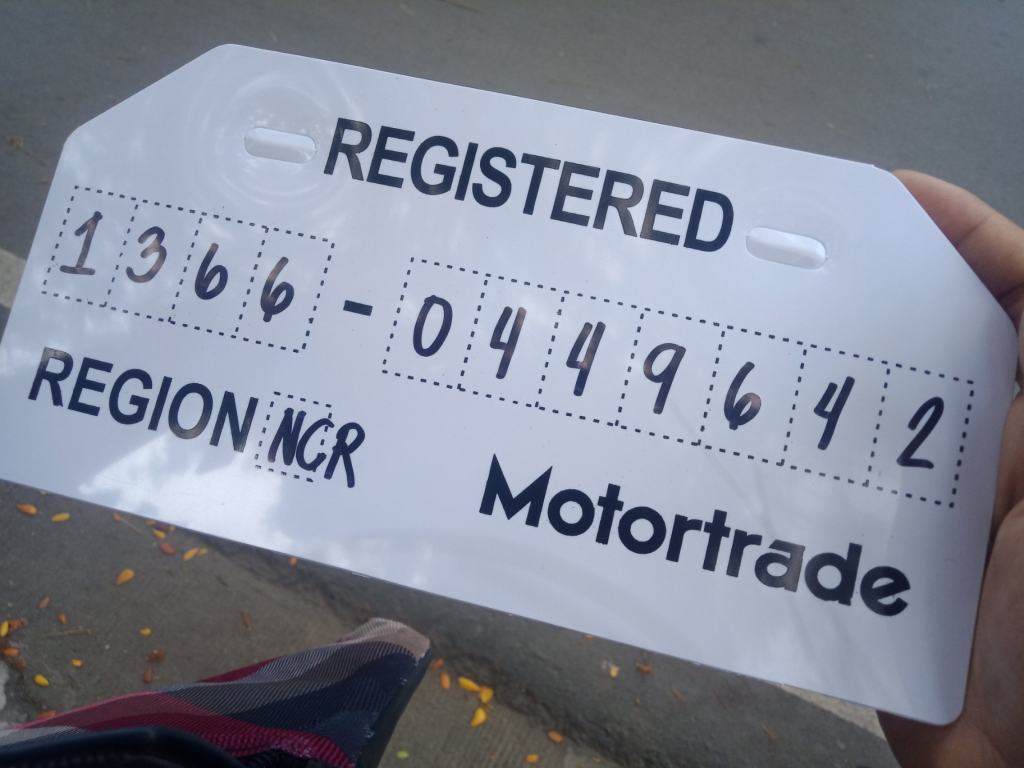 REGISTERED
1366-0449642
REGION NCR
Motortrade